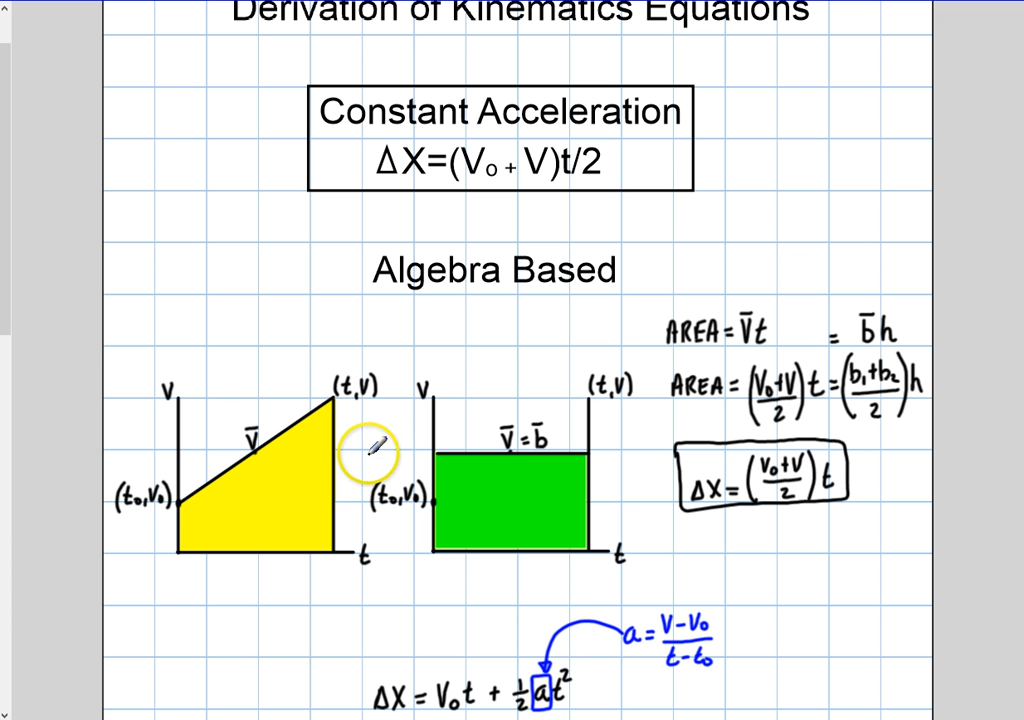 Derivation of Kinematics Equations
Constant Acceleration
ΔX=(V₀ + V)t/2
Algebra Based
AREA = V̄t = b̄h
AREA = ((V₀+V)/2) t = ((b₁+b₂)/2) h
ΔX = ((V₀+V)/2) t
V
(t,V)
V̄
(t₀,V₀)
t
V
(t,V)
V̄ = b̄
(t₀,V₀)
t
a = (V-V₀)/(t-t₀)
ΔX = V₀t + ½at²